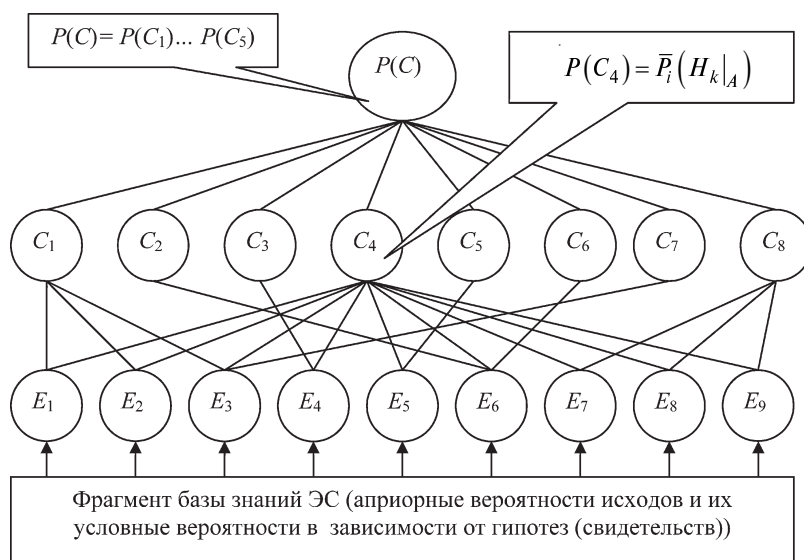 P(C)= P(C₁)... P(C₅)
P(C)
P(C₄) = P̅ᵢ(Hₖ|_A)
C₁ C₂ C₃ C₄ C₅ C₆ C₇ C₈
E₁ E₂ E₃ E₄ E₅ E₆ E₇ E₈ E₉
Фрагмент базы знаний ЭС (априорные вероятности исходов и их
условные вероятности в зависимости от гипотез (свидетельств))